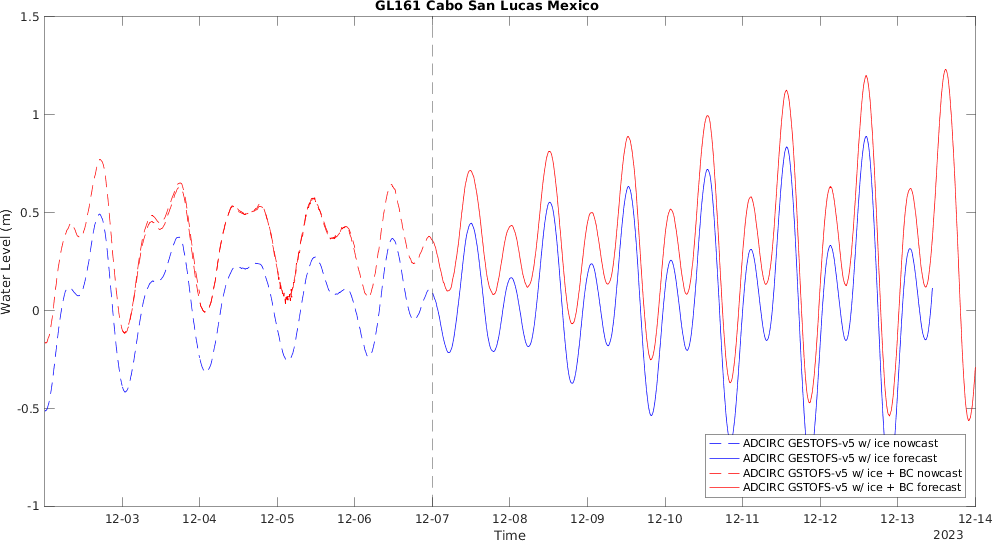 GL161 Cabo San Lucas Mexico
1.5
1
0.5
0
-0.5
-1
Water Level (m)
12-03 12-04 12-05 12-06 12-07 12-08 12-09 12-10 12-11 12-12 12-13 12-14
Time
2023
ADCIRC GESTOFS-v5 w/ ice nowcast
ADCIRC GESTOFS-v5 w/ ice forecast
ADCIRC GSTOFS-v5 w/ ice + BC nowcast
ADCIRC GSTOFS-v5 w/ ice + BC forecast